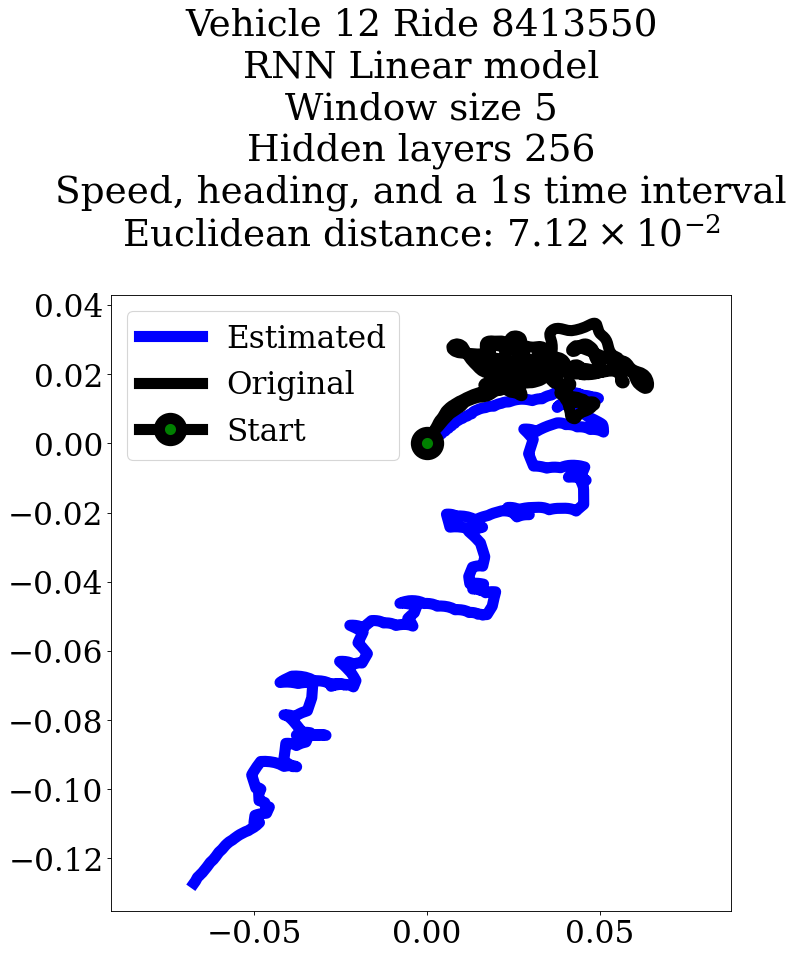 Vehicle 12 Ride 8413550
RNN Linear model
Window size 5
Hidden layers 256
Speed, heading, and a 1s time interval
Euclidean distance: 7.12 × 10⁻²
Estimated
Original
Start
0.04
0.02
0.00
−0.02
−0.04
−0.06
−0.08
−0.10
−0.12
−0.05
0.00
0.05